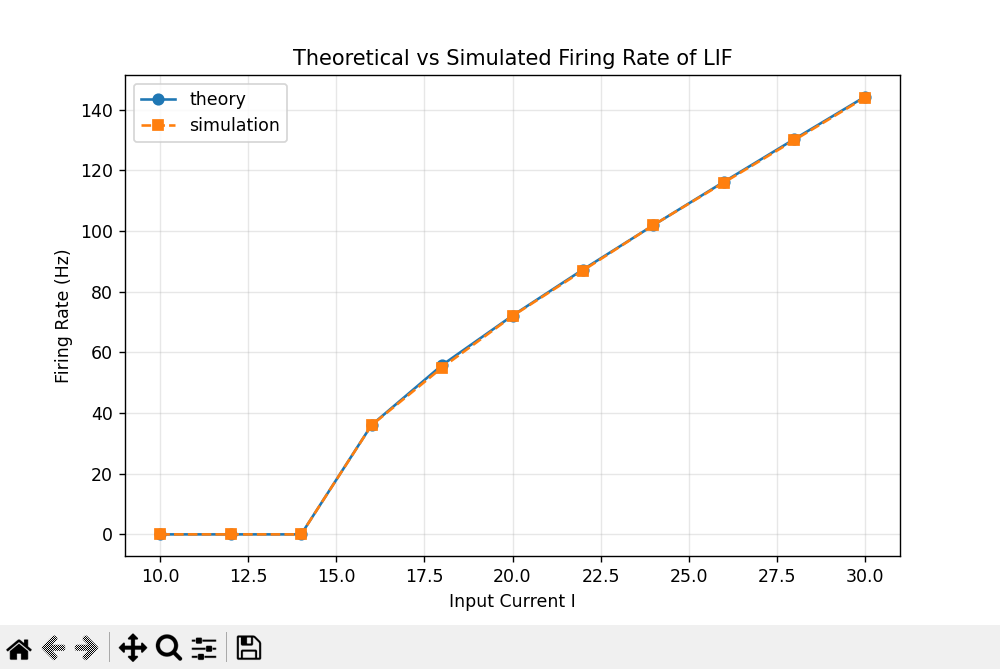 Theoretical vs Simulated Firing Rate of LIF
theory
simulation
140
120
100
80
60
40
20
0
Firing Rate (Hz)
10.0 12.5 15.0 17.5 20.0 22.5 25.0 27.5 30.0
Input Current I